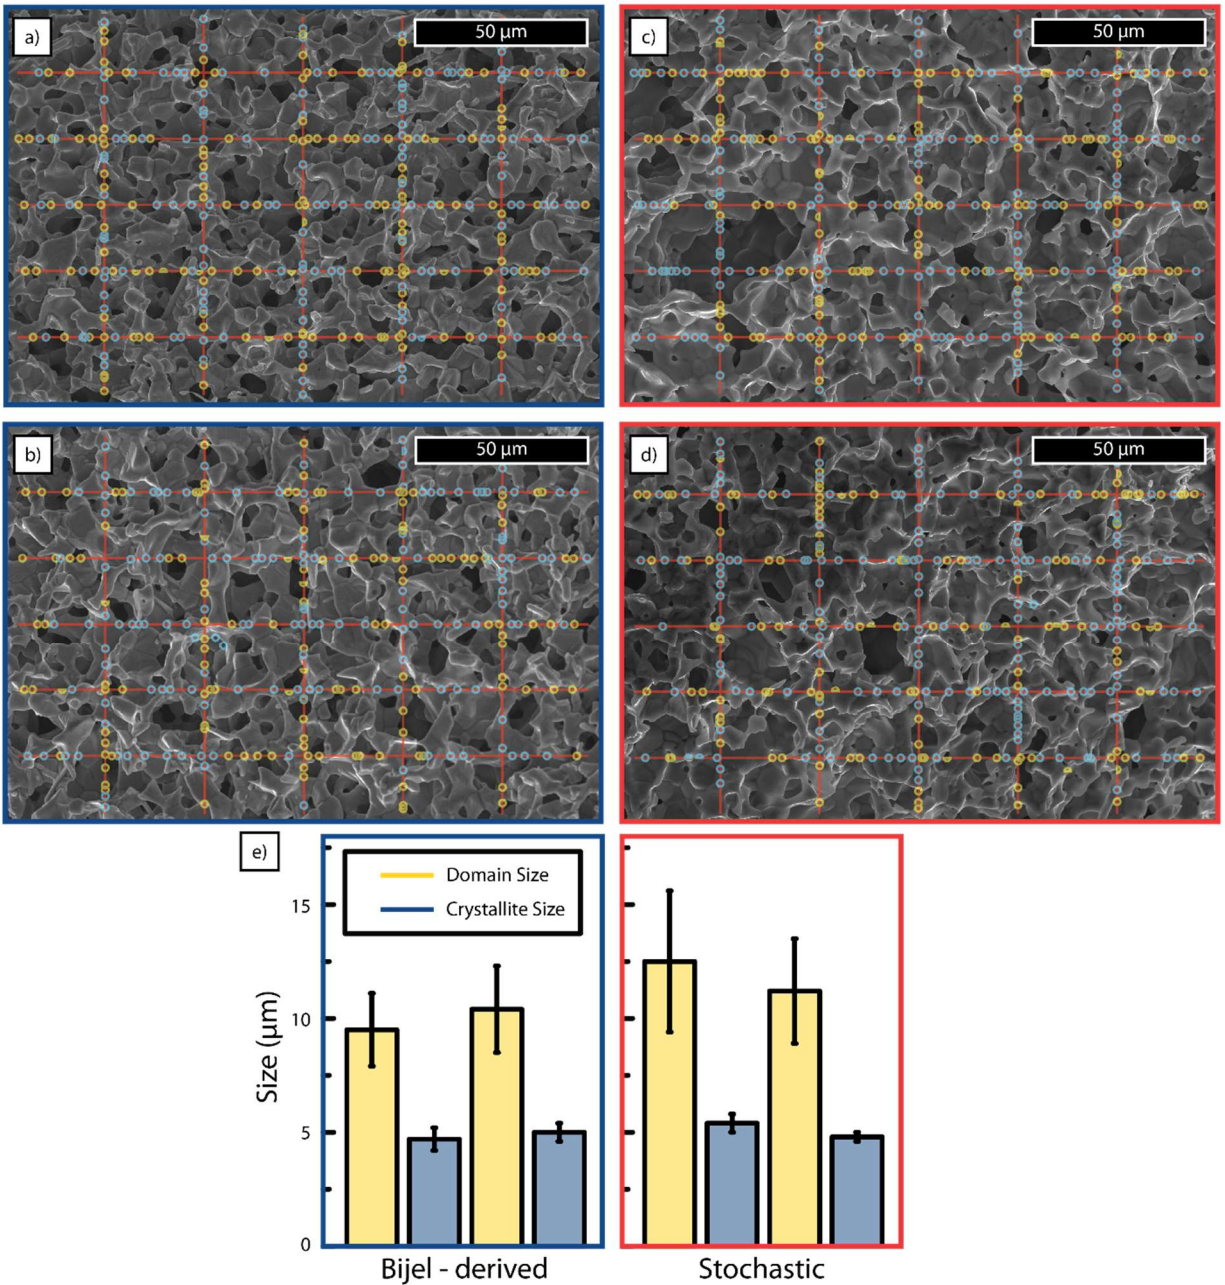 a)
50 µm
c)
50 µm
b)
50 µm
d)
50 µm
e)
Domain Size
Crystallite Size
15
10
5
0
Size (µm)
Bijel - derived
Stochastic